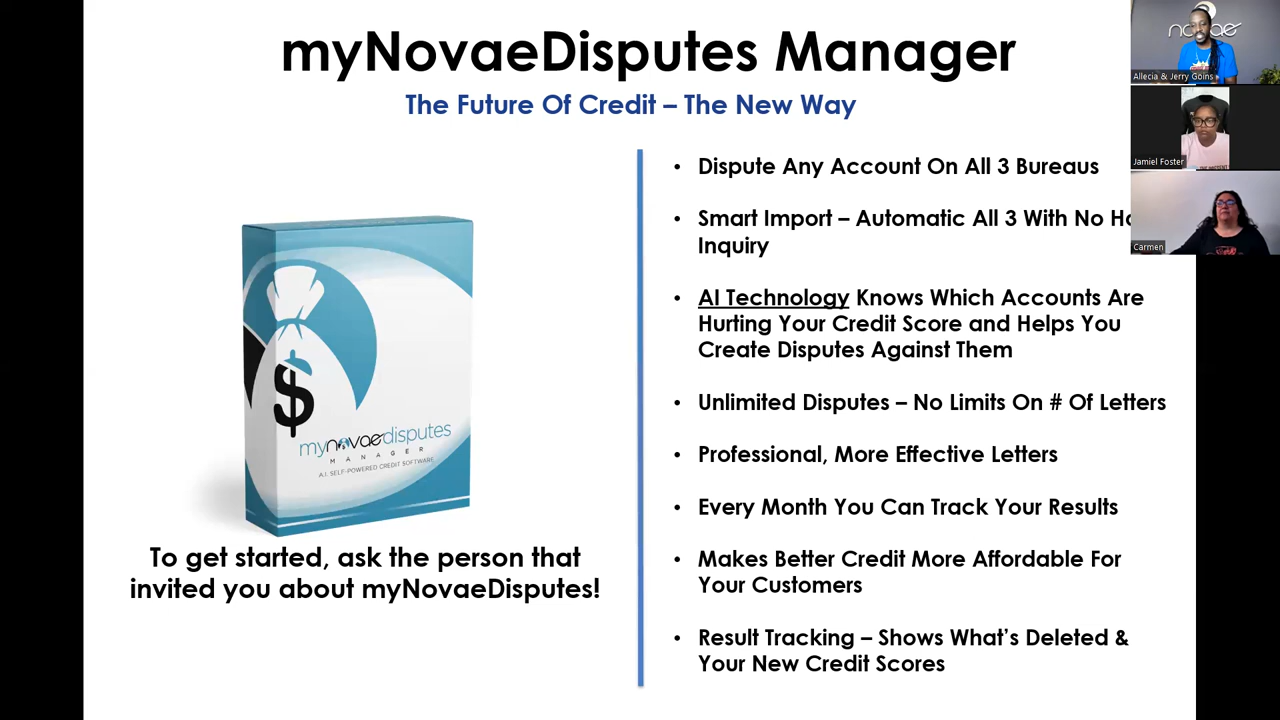 myNovaeDisputes Manager
The Future Of Credit – The New Way
novae
Allecia & Jerry Goins
Jamiel Foster
Carmen
$
mynovaedisputes
MANAGER
A.I. SELF-POWERED CREDIT SOFTWARE
To get started, ask the person that
invited you about myNovaeDisputes!
• Dispute Any Account On All 3 Bureaus
• Smart Import – Automatic All 3 With No
Inquiry
• AI Technology Knows Which Accounts Are
Hurting Your Credit Score and Helps You
Create Disputes Against Them
• Unlimited Disputes – No Limits On # Of Letters
• Professional, More Effective Letters
• Every Month You Can Track Your Results
• Makes Better Credit More Affordable For
Your Customers
• Result Tracking – Shows What’s Deleted &
Your New Credit Scores